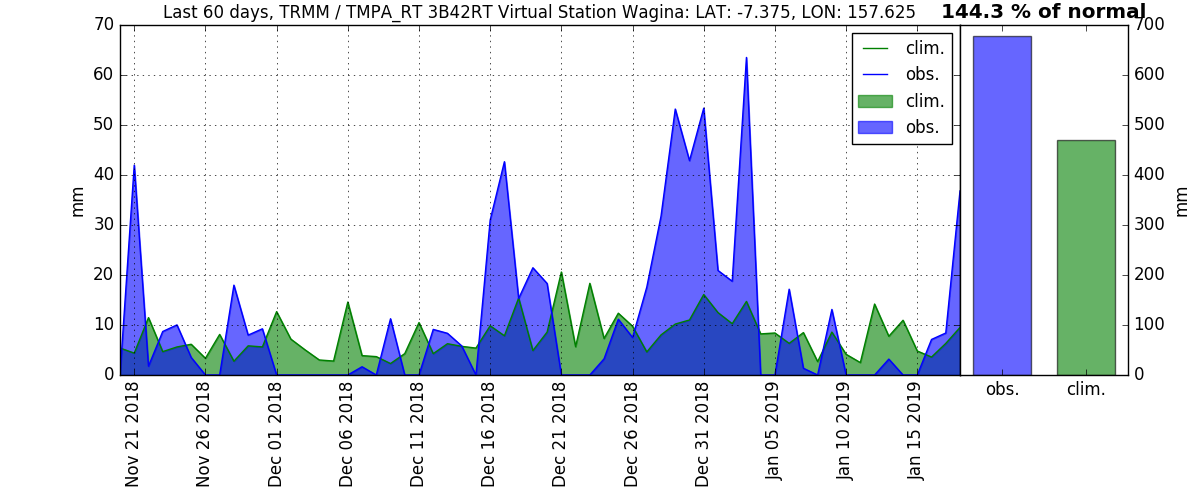 Last 60 days, TRMM / TMPA_RT 3B42RT Virtual Station Wagina: LAT: -7.375, LON: 157.625
144.3 % of normal
70
60
50
40
30
20
10
0
mm
clim.
obs.
clim.
obs.
Nov 21 2018
Nov 26 2018
Dec 01 2018
Dec 06 2018
Dec 11 2018
Dec 16 2018
Dec 21 2018
Dec 26 2018
Dec 31 2018
Jan 05 2019
Jan 10 2019
Jan 15 2019
700
600
500
400
300
200
100
0
mm
obs.
clim.